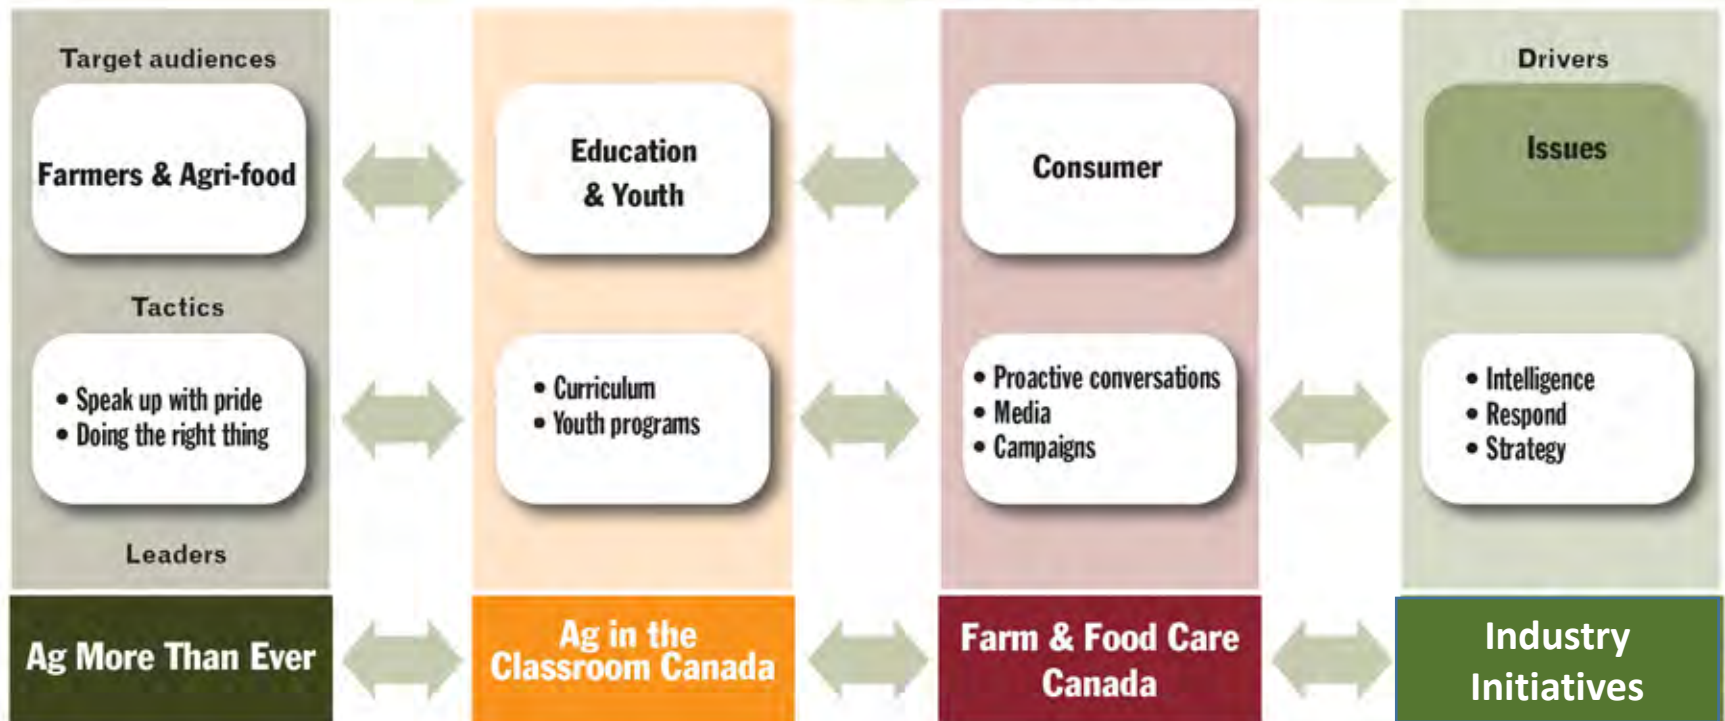 Target audiences
Farmers & Agri-food
Tactics
• Speak up with pride
• Doing the right thing
Leaders
Ag More Than Ever
Education
& Youth
• Curriculum
• Youth programs
Ag in the
Classroom Canada
Consumer
• Proactive conversations
• Media
• Campaigns
Farm & Food Care
Canada
Drivers
Issues
• Intelligence
• Respond
• Strategy
Industry
Initiatives